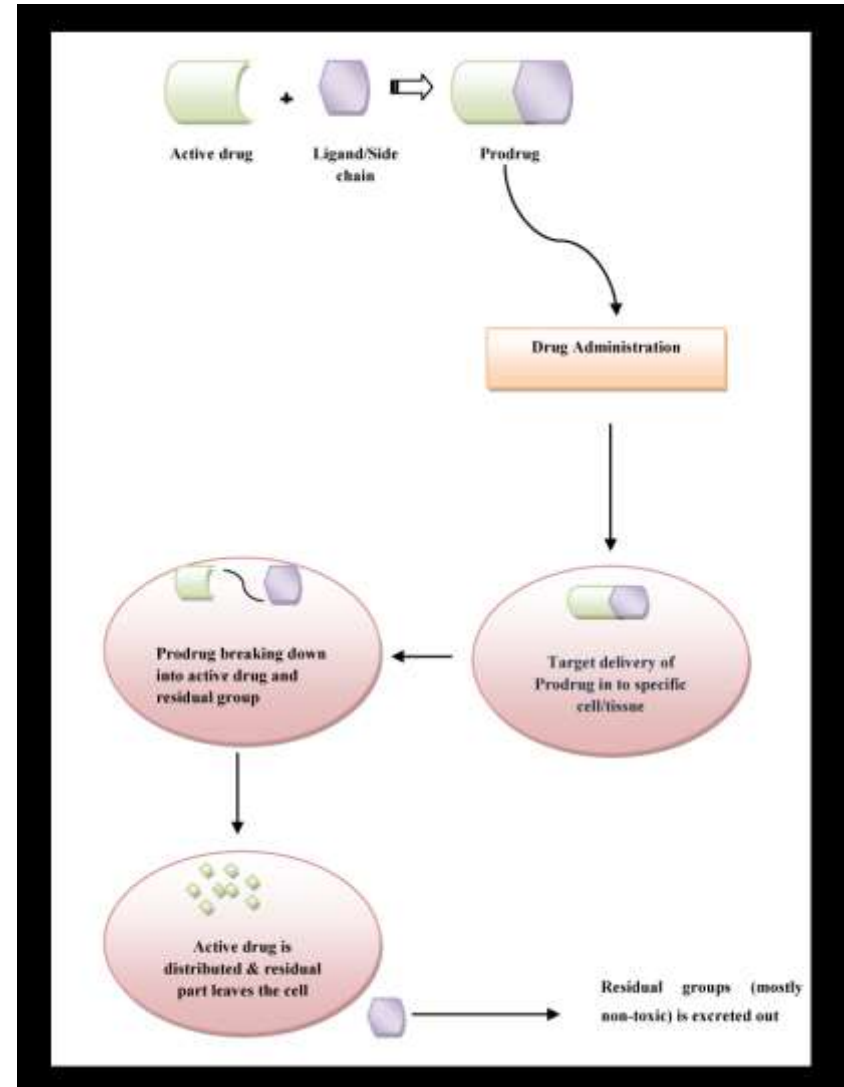 +
Active drug
Ligand/Side
chain
Prodrug
Drug Administration
Prodrug breaking down
into active drug and
residual group
Target delivery of
Prodrug in to specific
cell/tissue
Active drug is
distributed & residual
part leaves the cell
Residual groups (mostly
non-toxic) is excreted out